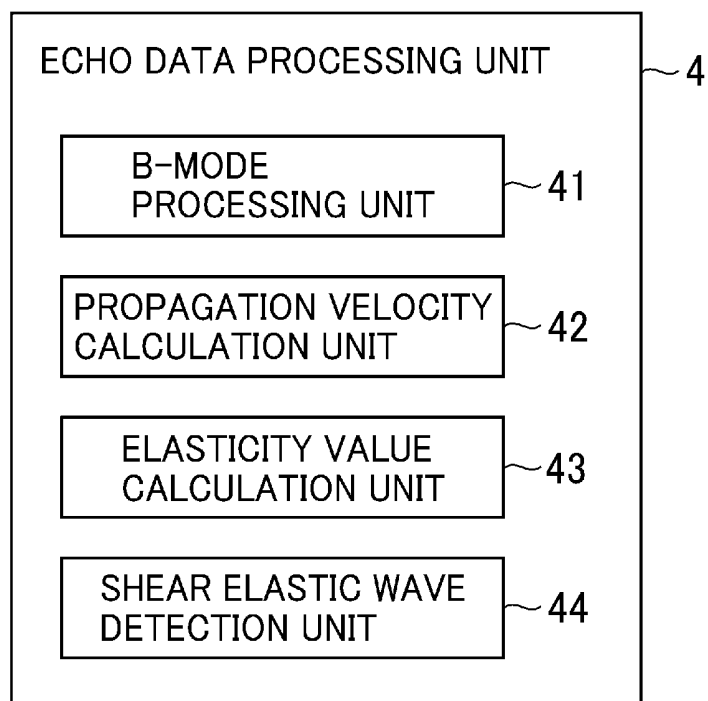 ECHO DATA PROCESSING UNIT
4
B-MODE
PROCESSING UNIT
41
PROPAGATION VELOCITY
CALCULATION UNIT
42
ELASTICITY VALUE
CALCULATION UNIT
43
SHEAR ELASTIC WAVE
DETECTION UNIT
44